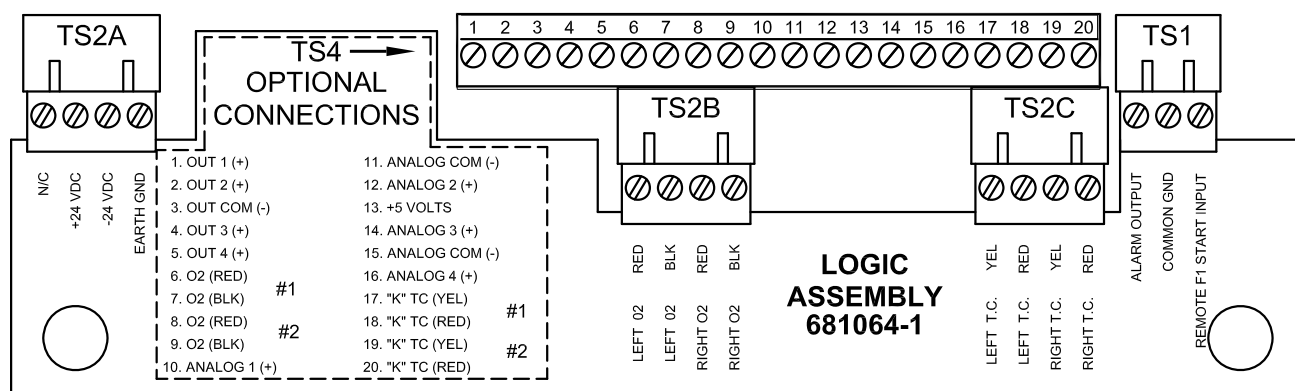 TS2A
N/C
+24 VDC
-24 VDC
EARTH GND
TS4
OPTIONAL
CONNECTIONS
1. OUT 1 (+)
2. OUT 2 (+)
3. OUT COM (-)
4. OUT 3 (+)
5. OUT 4 (+)
6. O2 (RED)
7. O2 (BLK)
#1
8. O2 (RED)
9. O2 (BLK)
#2
10. ANALOG 1 (+)
11. ANALOG COM (-)
12. ANALOG 2 (+)
13. +5 VOLTS
14. ANALOG 3 (+)
15. ANALOG COM (-)
16. ANALOG 4 (+)
17. "K" TC (YEL)
18. "K" TC (RED)
#1
19. "K" TC (YEL)
20. "K" TC (RED)
#2
1 2 3 4 5 6 7 8 9 10 11 12 13 14 15 16 17 18 19 20
TS2B
LEFT 02 RED
LEFT O2 BLK
RIGHT O2 RED
RIGHT O2 BLK
LOGIC
ASSEMBLY
681064-1
TS2C
LEFT T.C. YEL
LEFT T.C. RED
RIGHT T.C. YEL
RIGHT T.C. RED
TS1
ALARM OUTPUT
COMMON GND
REMOTE F1 START INPUT